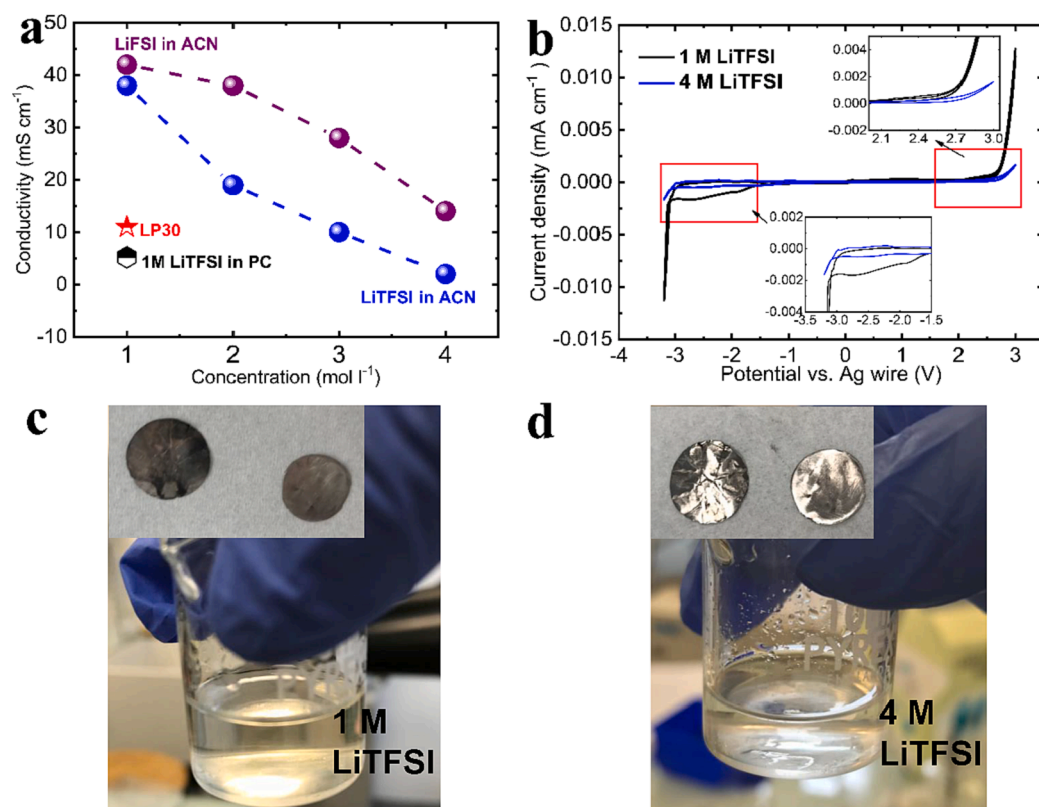 a
50
40
30
20
10
0
-10
Conductivity (mS cm⁻¹)
LiFSI in ACN
LP30
1M LiTFSI in PC
LiTFSI in ACN
1
2
3
4
Concentration (mol l⁻¹)
b
0.015
0.010
0.005
0.000
-0.005
-0.010
-0.015
Current density (mA cm⁻¹)
1 M LiTFSI
4 M LiTFSI
0.004
0.002
0.000
-0.002
2.1
2.4
2.7
3.0
0.002
0.000
-0.002
-0.004
-3.5
-3.0
-2.5
-2.0
-1.5
-4
-3
-2
-1
0
1
2
3
Potential vs. Ag wire (V)
c
1 M
LiTFSI
d
4 M
LiTFSI